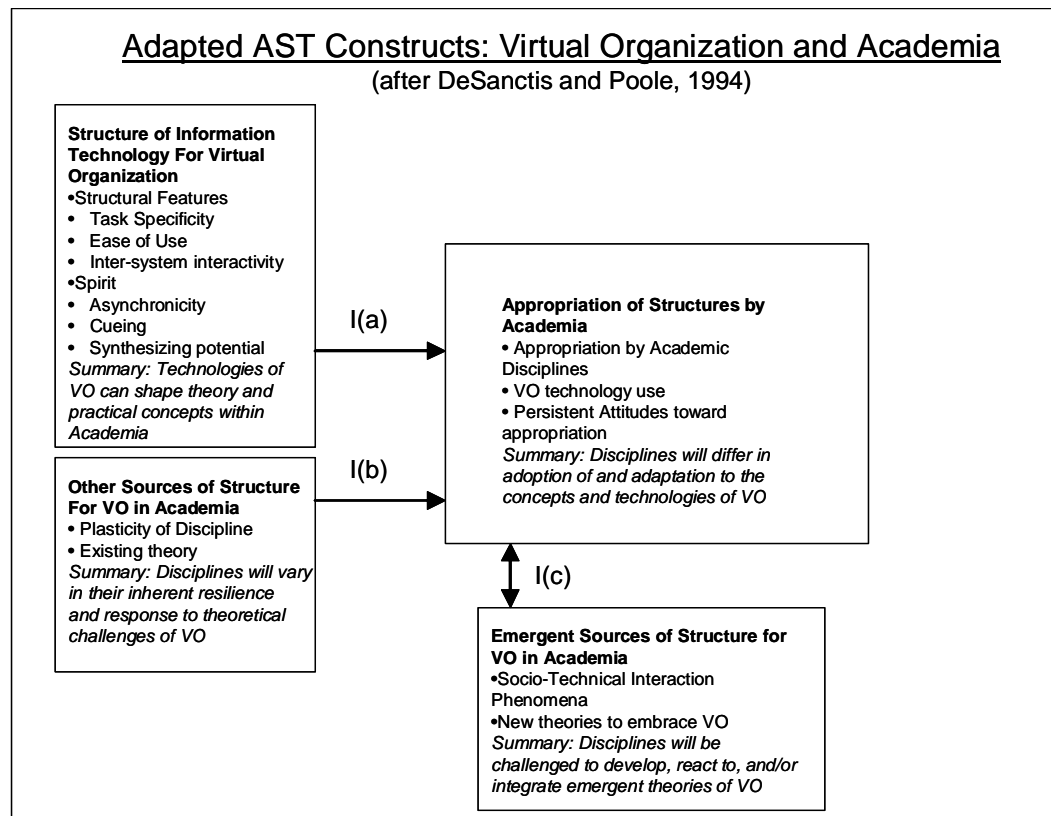 Adapted AST Constructs: Virtual Organization and Academia
(after DeSanctis and Poole, 1994)
Structure of Information
Technology For Virtual
Organization
•Structural Features
• Task Specificity
• Ease of Use
• Inter-system interactivity
•Spirit
• Asynchronicity
• Cueing
• Synthesizing potential
Summary: Technologies of
VO can shape theory and
practical concepts within
Academia
I(a)
Other Sources of Structure
For VO in Academia
• Plasticity of Discipline
• Existing theory
Summary: Disciplines will vary
in their inherent resilience
and response to theoretical
challenges of VO
I(b)
Appropriation of Structures by
Academia
• Appropriation by Academic
Disciplines
• VO technology use
• Persistent Attitudes toward
appropriation
Summary: Disciplines will differ in
adoption of and adaptation to the
concepts and technologies of VO
I(c)
Emergent Sources of Structure for
VO in Academia
•Socio-Technical Interaction
Phenomena
•New theories to embrace VO
Summary: Disciplines will be
challenged to develop, react to, and/or
integrate emergent theories of VO